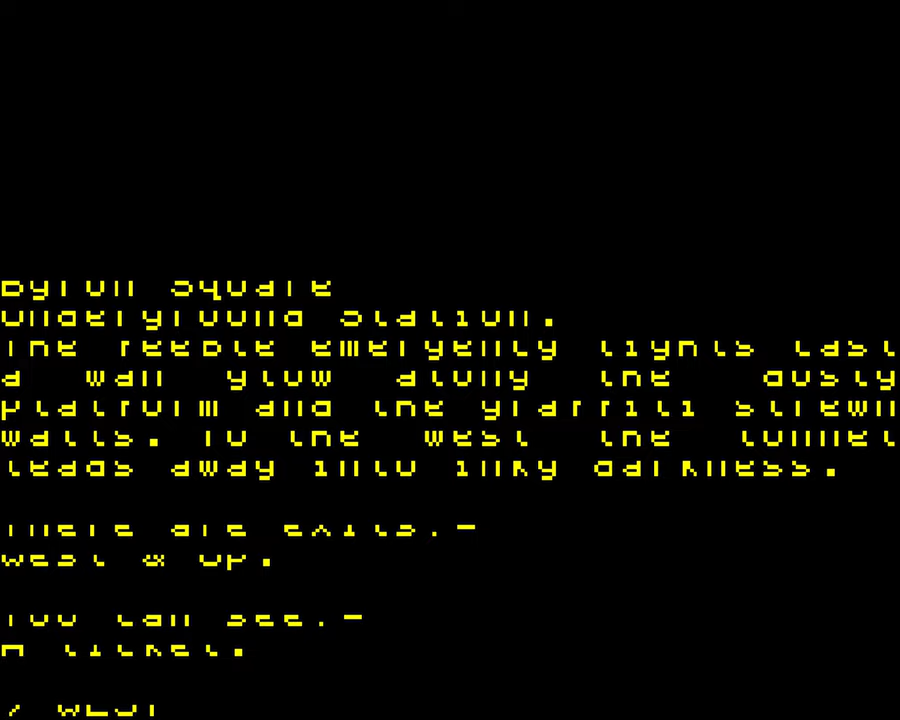 Byron Square
Underground Station.
The feeble emergency lights cast
a wan glow along the dusty
platform and the graffiti strewn
walls. To the west the tunnel
leads away into inky darkness.
There are exits:-
West & Up.
You can see:-
A ticket.
WEST